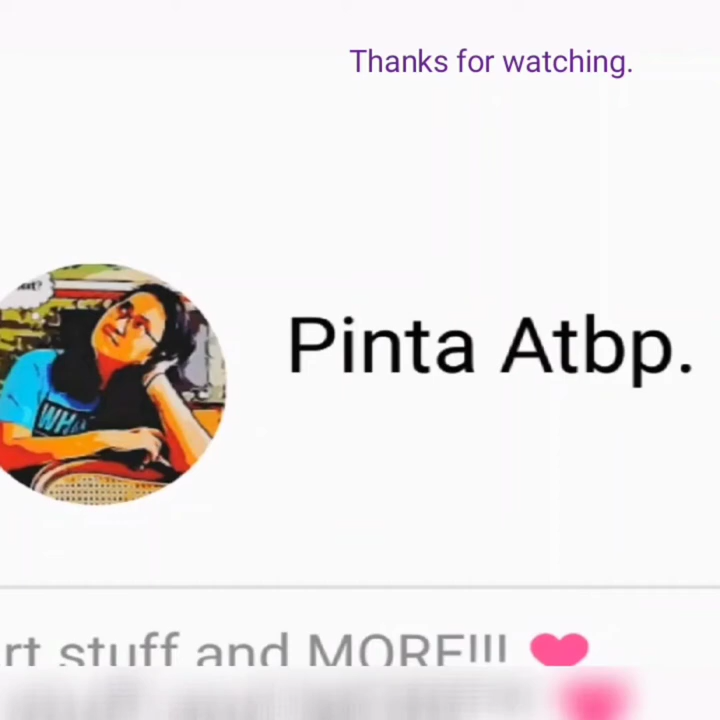 Thanks for watching.
Pinta Atbp.
rt stuff and MORE!!! ❤